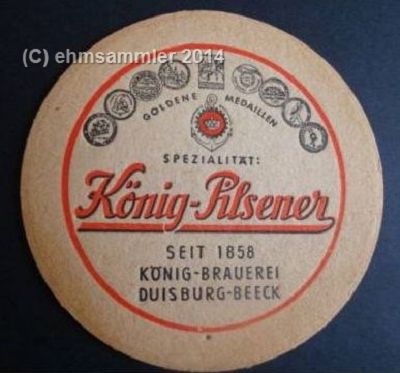 (C) ehmsammler 2014
GOLDENE MEDAILLEN
SPEZIALITÄT:
König-Pilsener
SEIT 1858
KÖNIG-BRAUEREI
DUISBURG-BEECK